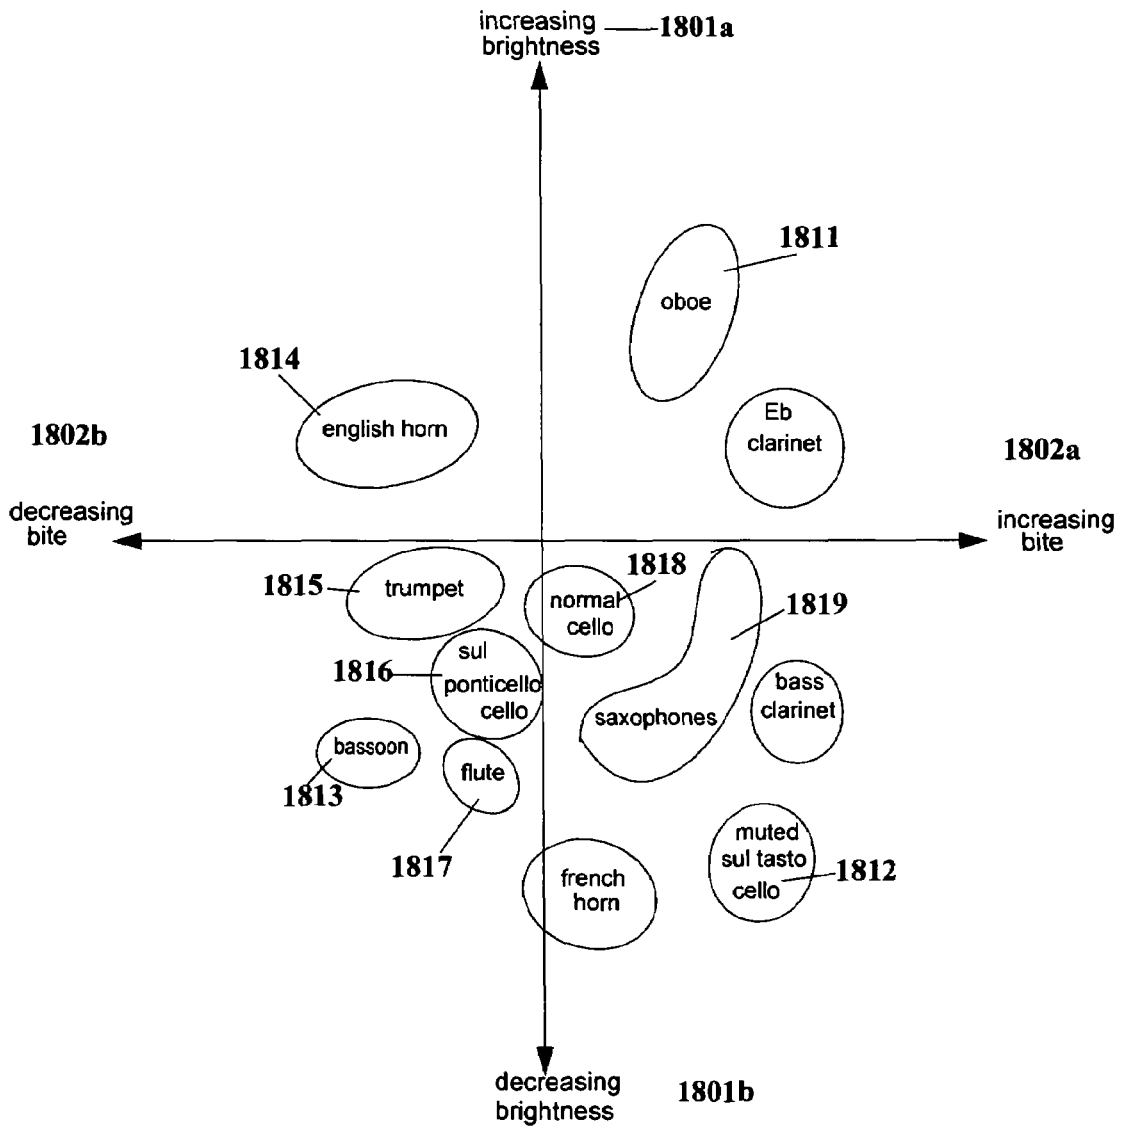 increasing
brightness
1801a
1811
oboe
1814
english horn
Eb
clarinet
1802b
1802a
decreasing
bite
increasing
bite
1815
trumpet
1818
normal
cello
1819
1816
sul
ponticello
cello
saxophones
bass
clarinet
bassoon
1813
flute
1817
muted
sul tasto
cello
1812
french
horn
decreasing
brightness
1801b